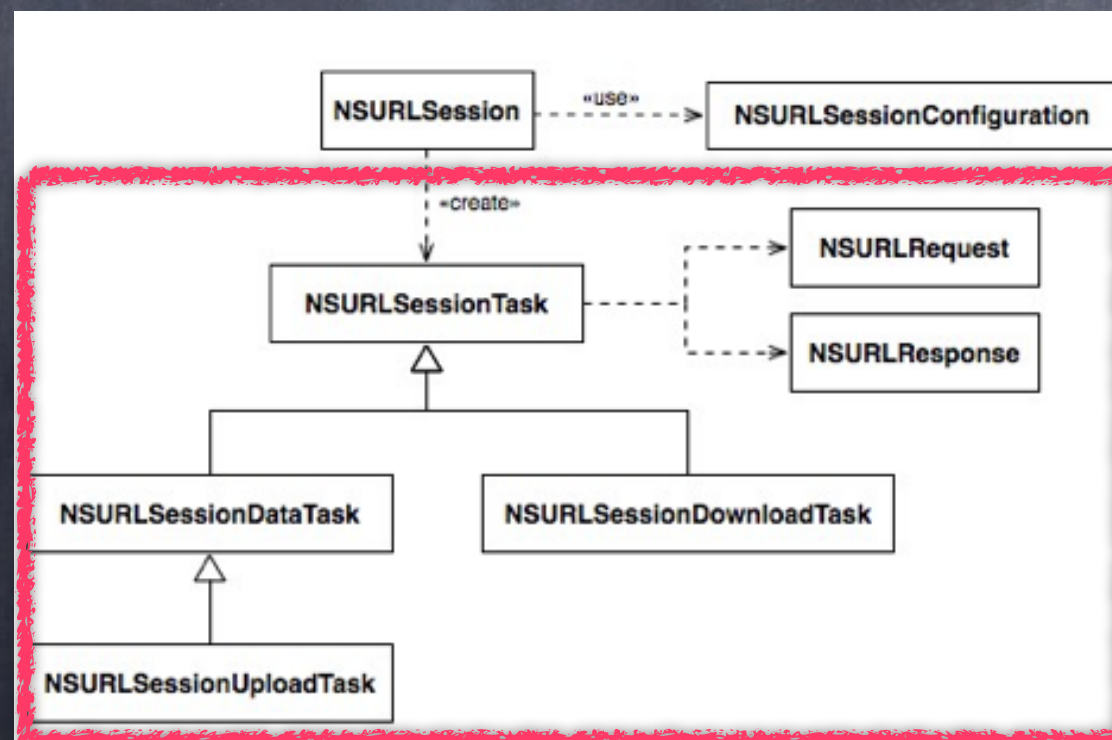 NSURLSession
«use»
NSURLSessionConfiguration
«create»
NSURLSessionTask
NSURLRequest
NSURLResponse
NSURLSessionDataTask
NSURLSessionDownloadTask
NSURLSessionUploadTask